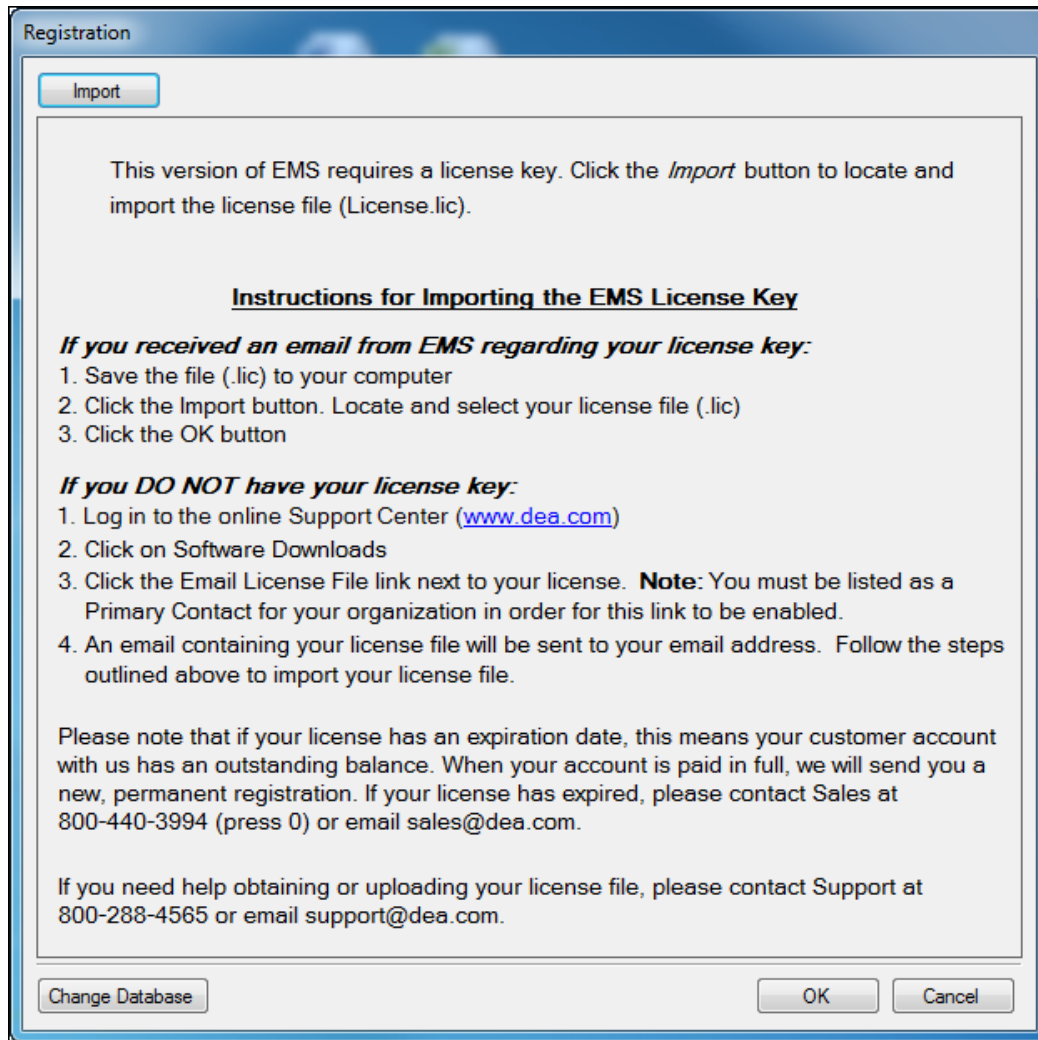 Registration
Import
This version of EMS requires a license key. Click the Import button to locate and
import the license file (License.lic).
Instructions for Importing the EMS License Key
If you received an email from EMS regarding your license key:
1. Save the file (.lic) to your computer
2. Click the Import button. Locate and select your license file (.lic)
3. Click the OK button
If you DO NOT have your license key:
1. Log in to the online Support Center (www.dea.com)
2. Click on Software Downloads
3. Click the Email License File link next to your license. Note: You must be listed as a
Primary Contact for your organization in order for this link to be enabled.
4. An email containing your license file will be sent to your email address. Follow the steps
outlined above to import your license file.
Please note that if your license has an expiration date, this means your customer account
with us has an outstanding balance. When your account is paid in full, we will send you a
new, permanent registration. If your license has expired, please contact Sales at
800-440-3994 (press 0) or email sales@dea.com.
If you need help obtaining or uploading your license file, please contact Support at
800-288-4565 or email support@dea.com.
Change Database
OK
Cancel